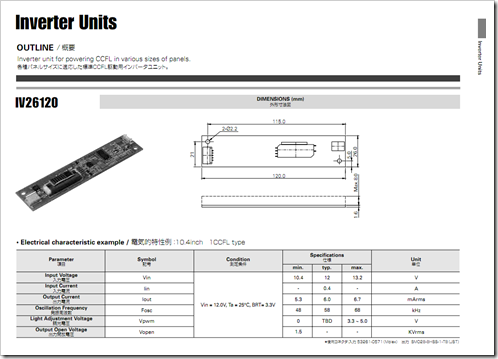 Inverter Units
OUTLINE / 概要
Inverter unit for powering CCFL in various sizes of panels.
各種パネルサイズに適応した標準CCFL駆動用インバータユニット。
Inverter Units
IV26120
DIMENSIONS (mm)
外形寸法図
115.0
2-Ø2.2
21
5.0
26.0
120.0
Max 8.0
1.6
• Electrical characteristic example / 電気的特性例 : 10.4inch 1CCFL type
Parameter 項目 Symbol 記号 Condition 測定条件 Specifications 仕様 Unit 単位
min. typ. max.
Input Voltage 入力電圧 Vin Vin = 12.0V, Ta = 25°C, BRT= 3.3V 10.4 12 13.2 V
Input Current 入力電流 Iin - 0.4 - A
Output Current 出力電流 Iout 5.3 6.0 6.7 mArms
Oscillation Frequency 発振周波数 Fosc 48 58 68 kHz
Light Adjustment Voltage 調光電圧 Vpwm 0 TBD 3.3 ~ 5.0 V
Output Open Voltage 出力開放電圧 Vopen 1.5 - - KVrms